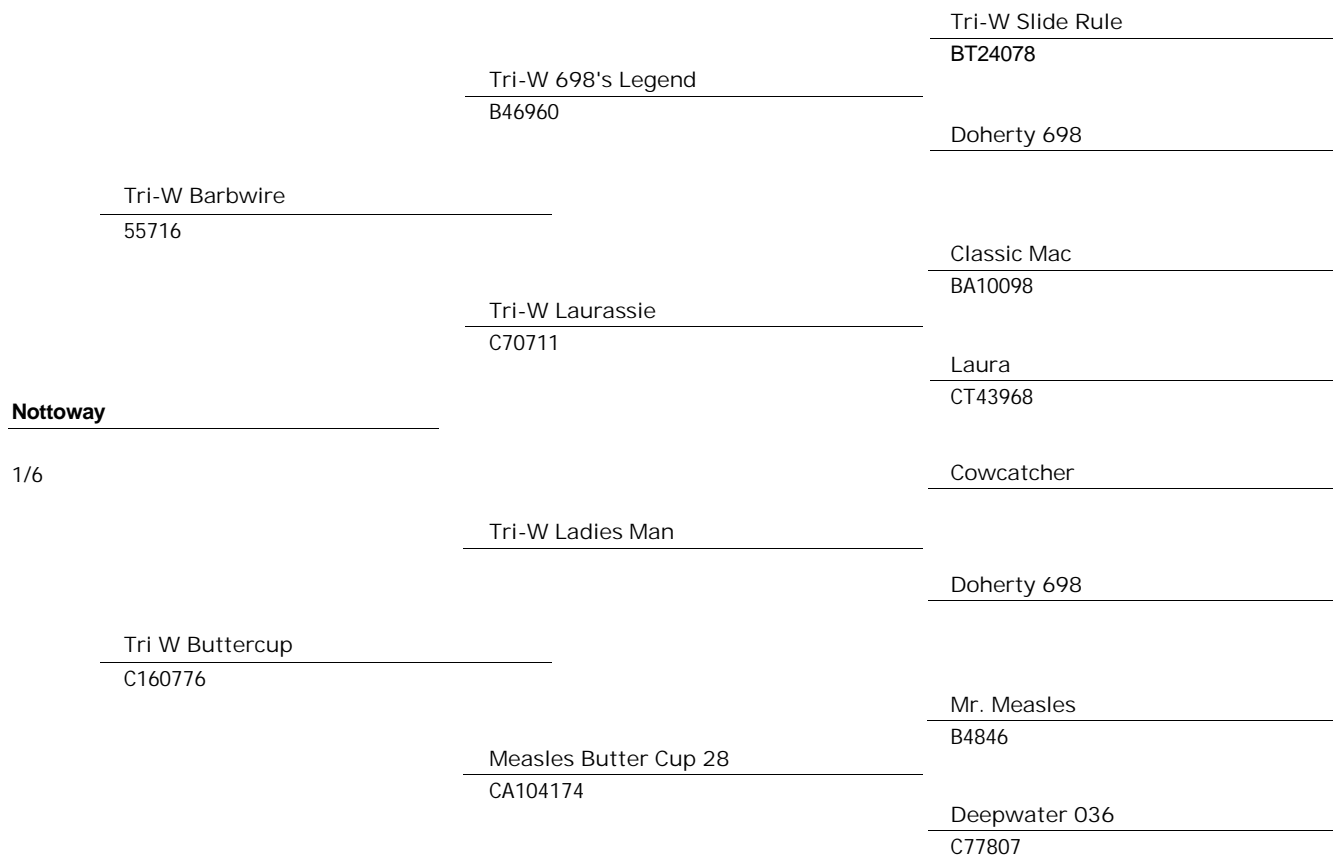 Tri-W Slide Rule
BT24078
Tri-W 698's Legend
B46960
Doherty 698
Tri-W Barbwire
55716
Classic Mac
BA10098
Tri-W Laurassie
C70711
Laura
CT43968
Nottoway
1/6
Cowcatcher
Tri-W Ladies Man
Doherty 698
Tri W Buttercup
C160776
Mr. Measles
B4846
Measles Butter Cup 28
CA104174
Deepwater 036
C77807